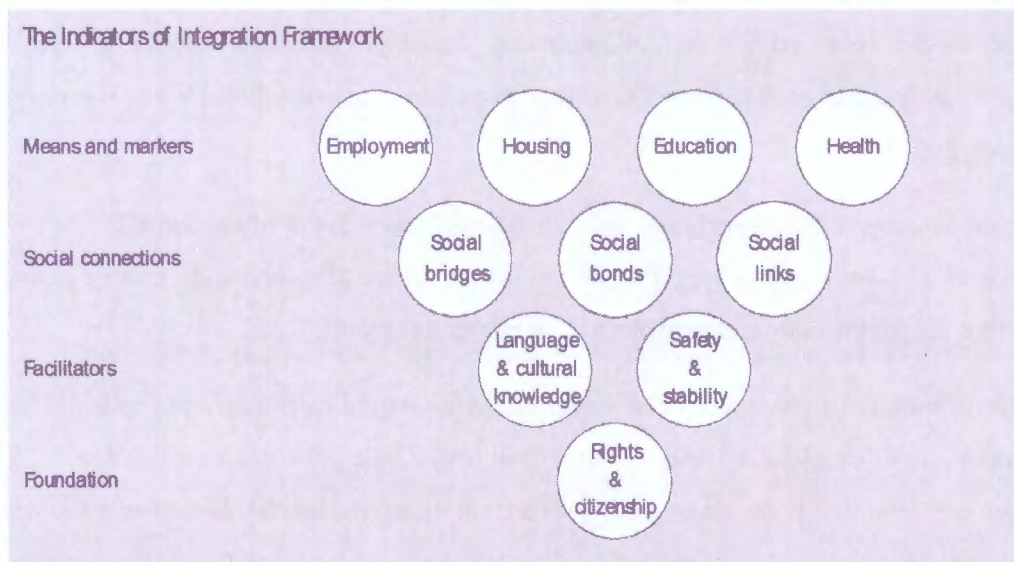 The Indicators of Integration Framework
Means and markers
Employment
Housing
Education
Health
Social connections
Social
bridges
Social
bonds
Social
links
Facilitators
Language
& cultural
knowledge
Safety
&
stability
Foundation
Rights
&
citizenship